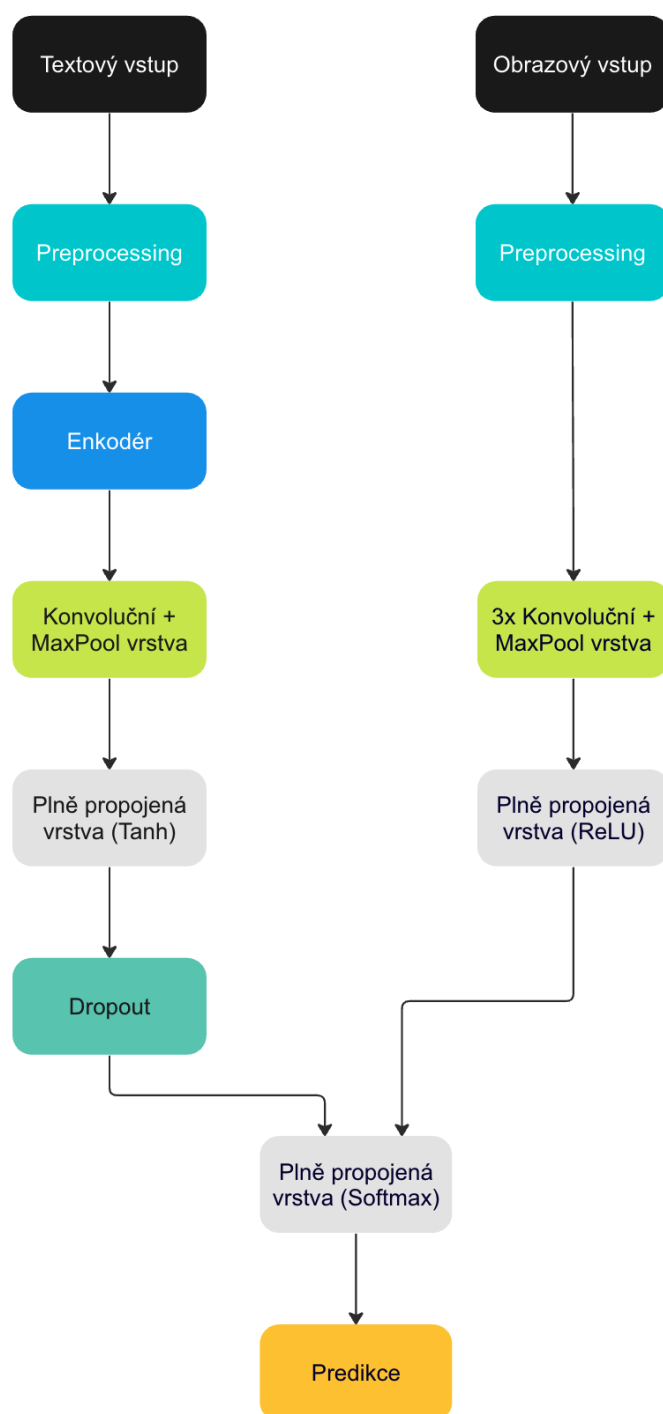 Textový vstup
Obrazový vstup
Preprocessing
Preprocessing
Enkodér
Konvoluční +
MaxPool vrstva
3x Konvoluční +
MaxPool vrstva
Plně propojená
vrstva (Tanh)
Plně propojená
vrstva (ReLU)
Dropout
Plně propojená
vrstva (Softmax)
Predikce